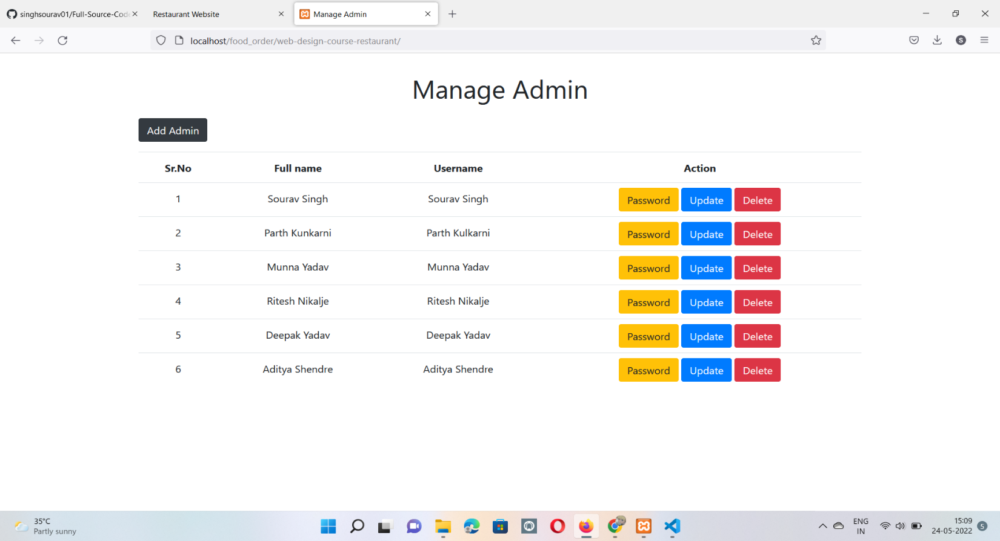 singhsourav01/Full-Source-Code
Restaurant Website
Manage Admin
localhost/food_order/web-design-course-restaurant/
S
Manage Admin
Add Admin
Sr.No Full name Username Action
1 Sourav Singh Sourav Singh Password Update Delete
2 Parth Kunkarni Parth Kulkarni Password Update Delete
3 Munna Yadav Munna Yadav Password Update Delete
4 Ritesh Nikalje Ritesh Nikalje Password Update Delete
5 Deepak Yadav Deepak Yadav Password Update Delete
6 Aditya Shendre Aditya Shendre Password Update Delete
35°C
Partly sunny
ENG
IN
15:09
24-05-2022
5